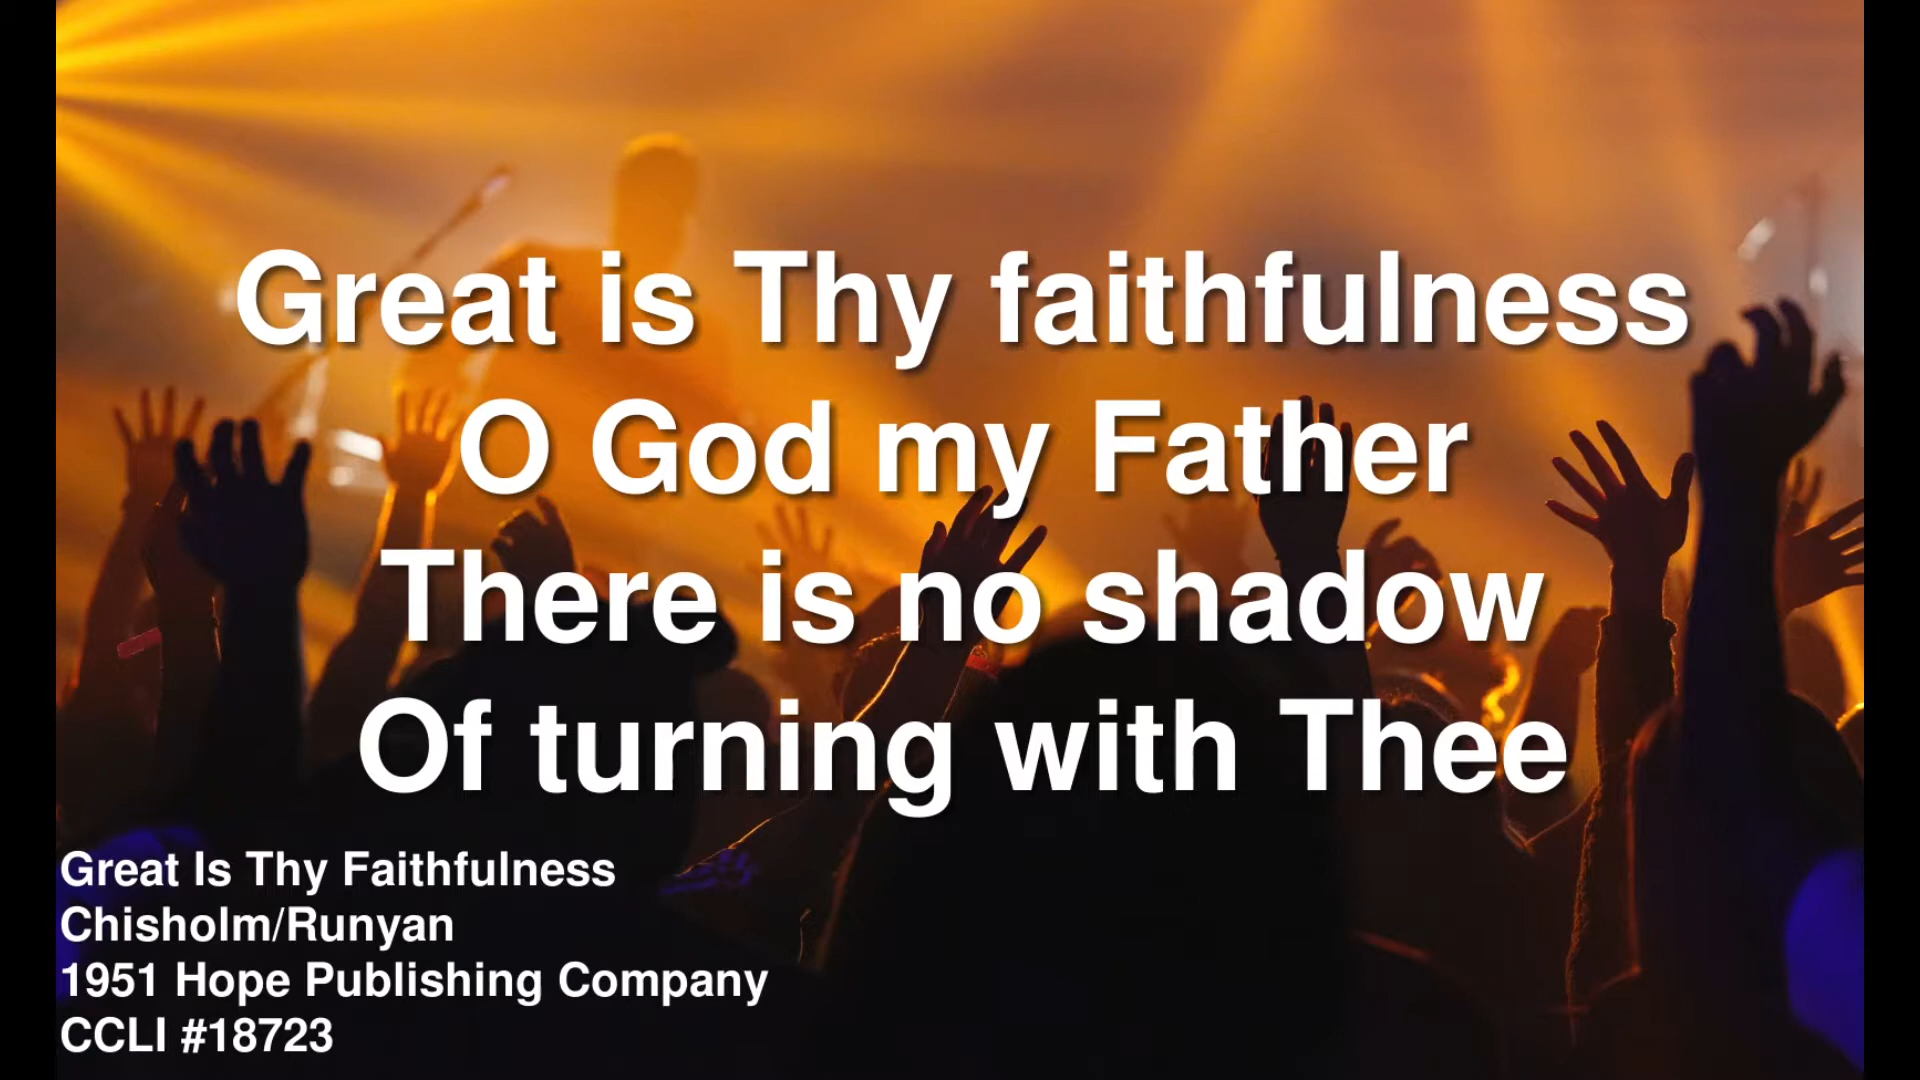 Great is Thy faithfulness
O God my Father
There is no shadow
Of turning with Thee
Great Is Thy Faithfulness
Chisholm/Runyan
1951 Hope Publishing Company
CCLI #18723